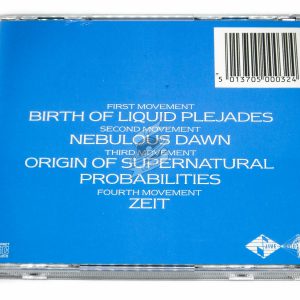 5 013705 000324
FIRST MOVEMENT
BIRTH OF LIQUID PLEJADES
SECOND MOVEMENT
NEBULOUS DAWN
THIRD MOVEMENT
ORIGIN OF SUPERNATURAL
PROBABILITIES
FOURTH MOVEMENT
ZEIT
JIVE